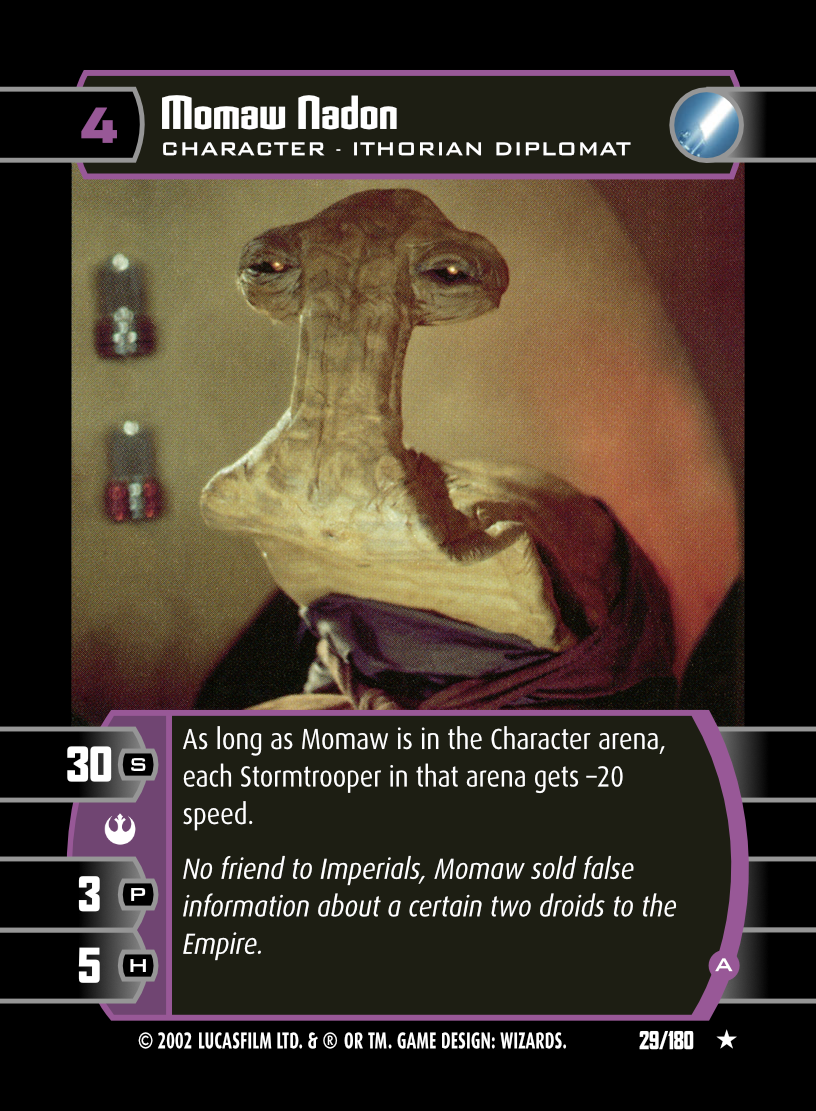 4
Momaw Nadon
CHARACTER - ITHORIAN DIPLOMAT
30 S
As long as Momaw is in the Character arena,
each Stormtrooper in that arena gets –20
speed.
3 P
No friend to Imperials, Momaw sold false
information about a certain two droids to the
Empire.
5 H
A
© 2002 LUCASFILM LTD. & ® OR TM. GAME DESIGN: WIZARDS.
29/180 ★